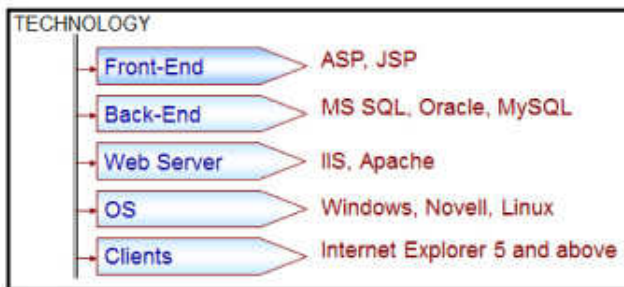 TECHNOLOGY
Front-End ASP, JSP
Back-End MS SQL, Oracle, MySQL
Web Server IIS, Apache
OS Windows, Novell, Linux
Clients Internet Explorer 5 and above